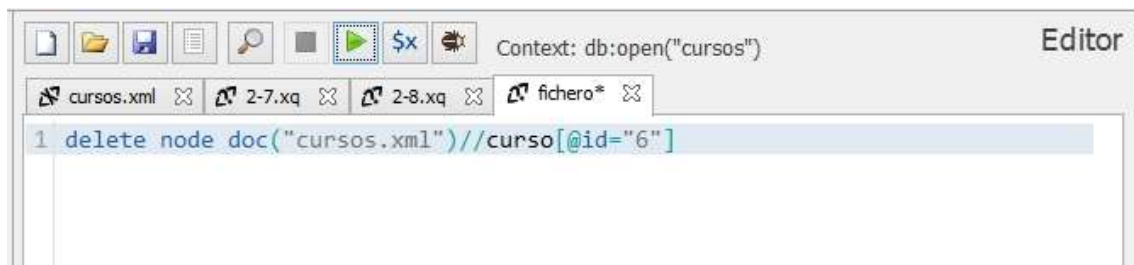 $x Context: db:open("cursos") Editor
cursos.xml 2-7.xq 2-8.xq fichero*
1 delete node doc("cursos.xml")//curso[@id="6"]